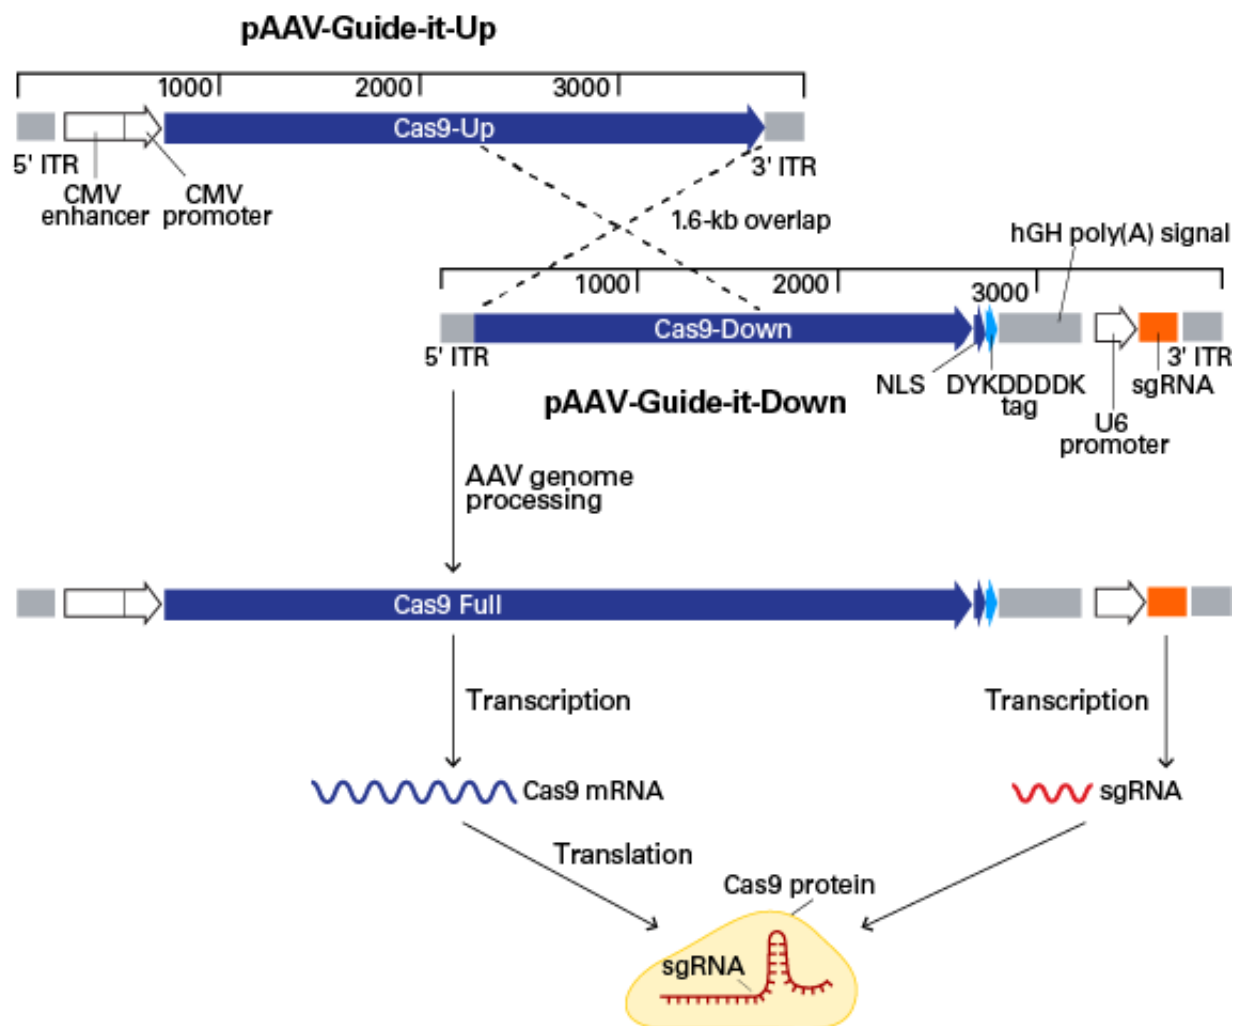 pAAV-Guide-it-Up
1000 2000 3000
Cas9-Up
5' ITR
3' ITR
CMV
enhancer
CMV
promoter
1.6-kb overlap
hGH poly(A) signal
1000 2000 3000
Cas9-Down
5' ITR
3' ITR
NLS
DYKDDDDK
tag
sgRNA
pAAV-Guide-it-Down
U6
promoter
AAV genome
processing
Cas9 Full
Transcription
Transcription
Cas9 mRNA
sgRNA
Translation
Cas9 protein
sgRNA